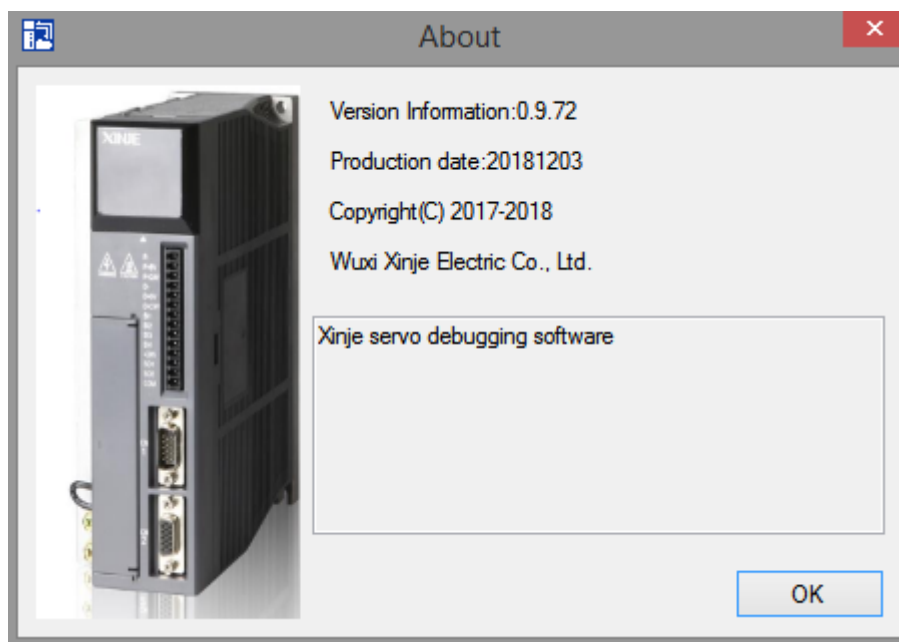 About
XINJE
Version Information:0.9.72
Production date:20181203
Copyright(C) 2017-2018
Wuxi Xinje Electric Co., Ltd.
Xinje servo debugging software
OK